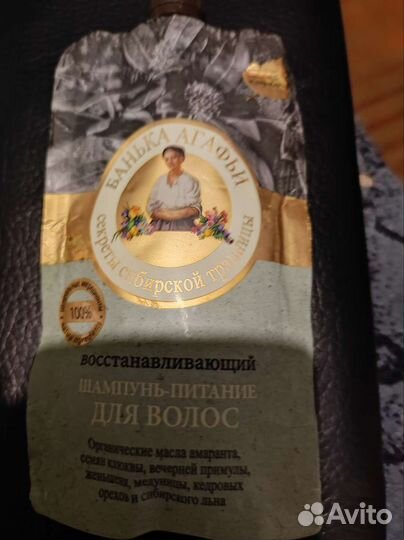 БАНЬКА АГАФЬИ
секреты сибирской травницы
100%
восстанавливающий
ШАМПУНЬ-ПИТАНИЕ
ДЛЯ ВОЛОС
Органические масла амаранта,
семян клюквы, вечерней примулы,
женьшеня, медуницы, кедровых
орехов и сибирского льна
Avito